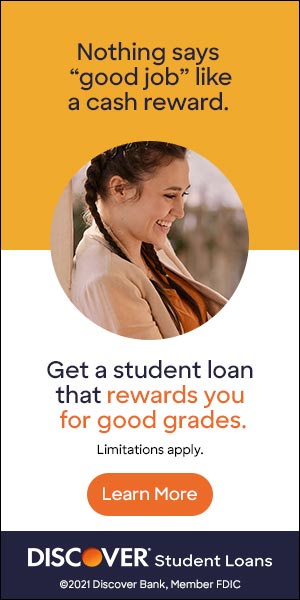 Nothing says
“good job” like
a cash reward.
Get a student loan
that rewards you
for good grades.
Limitations apply.
Learn More
DISCOVER® Student Loans
©2021 Discover Bank, Member FDIC